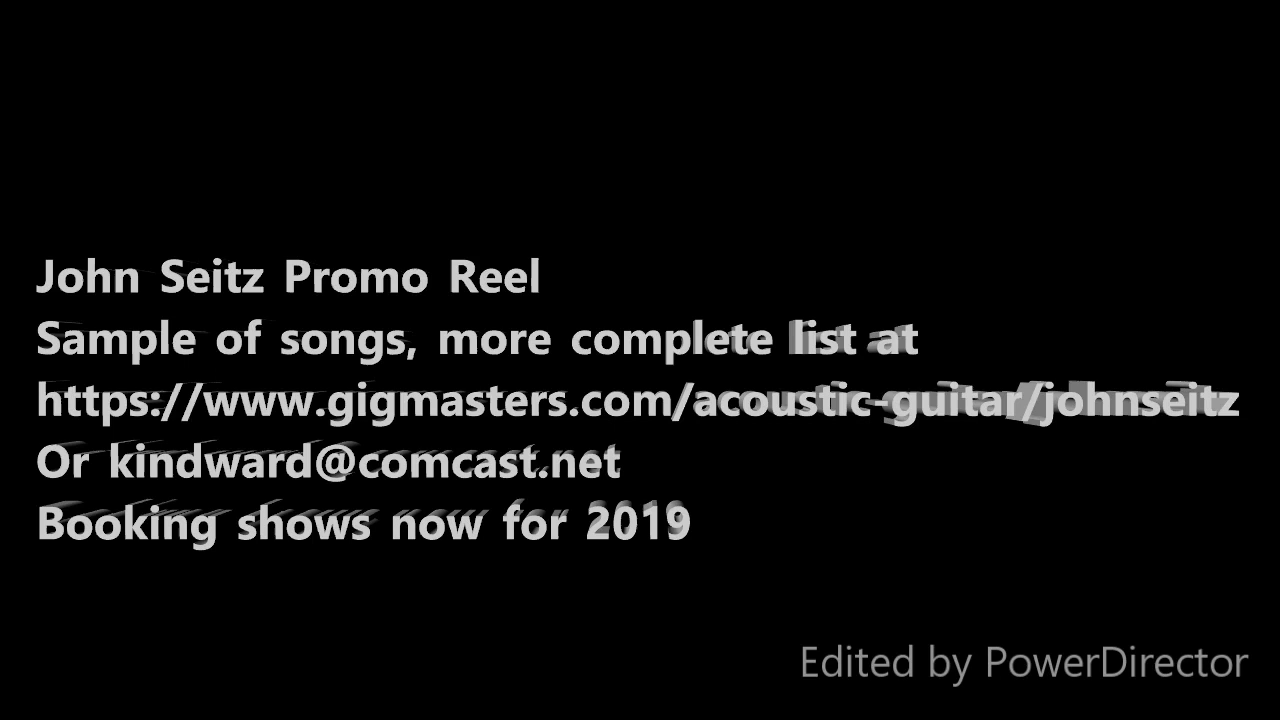 John Seitz Promo Reel
Sample of songs, more complete list at
https://www.gigmasters.com/acoustic-guitar/johnseitz
Or kindward@comcast.net
Booking shows now for 2019
Edited by PowerDirector